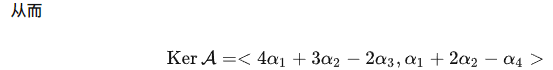 从而
Ker 𝒜 =< 4α₁ + 3α₂ − 2α₃, α₁ + 2α₂ − α₄ >